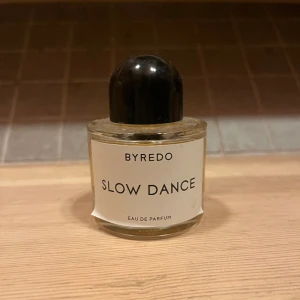 BYREDO
SLOW DANCE
EAU DE PARFUM